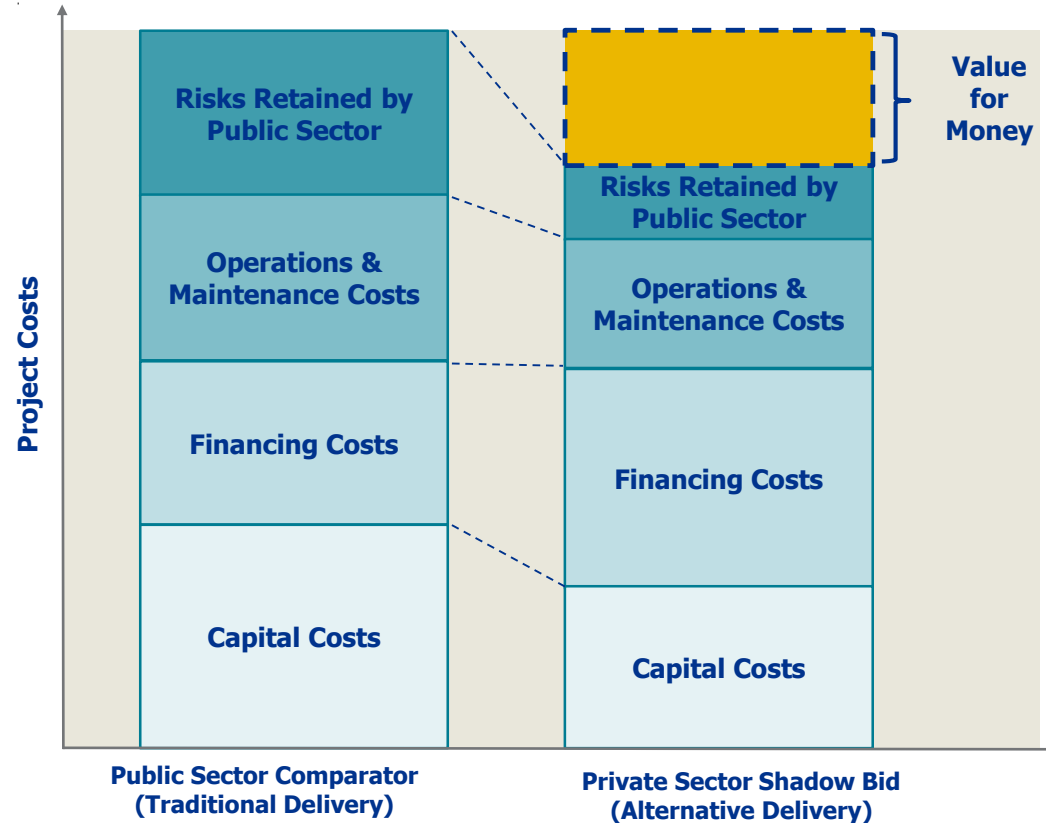 Project Costs
Risks Retained by
Public Sector
Operations &
Maintenance Costs
Financing Costs
Capital Costs
Public Sector Comparator
(Traditional Delivery)
Value
for
Money
Risks Retained by
Public Sector
Operations &
Maintenance Costs
Financing Costs
Capital Costs
Private Sector Shadow Bid
(Alternative Delivery)